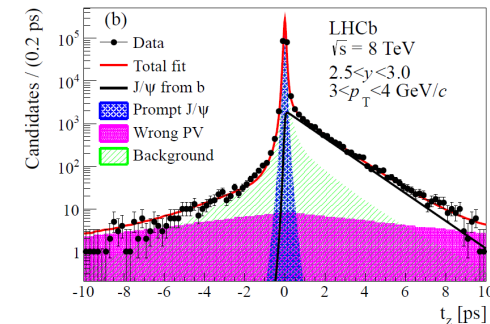 (b)
LHCb
√s = 8 TeV
2.5<y<3.0
3<p_T<4 GeV/c
Data
Total fit
J/ψ from b
Prompt J/ψ
Wrong PV
Background
Candidates / (0.2 ps)
10^5
10^4
10^3
10^2
10
1
-10 -8 -6 -4 -2 0 2 4 6 8 10
t_z [ps]